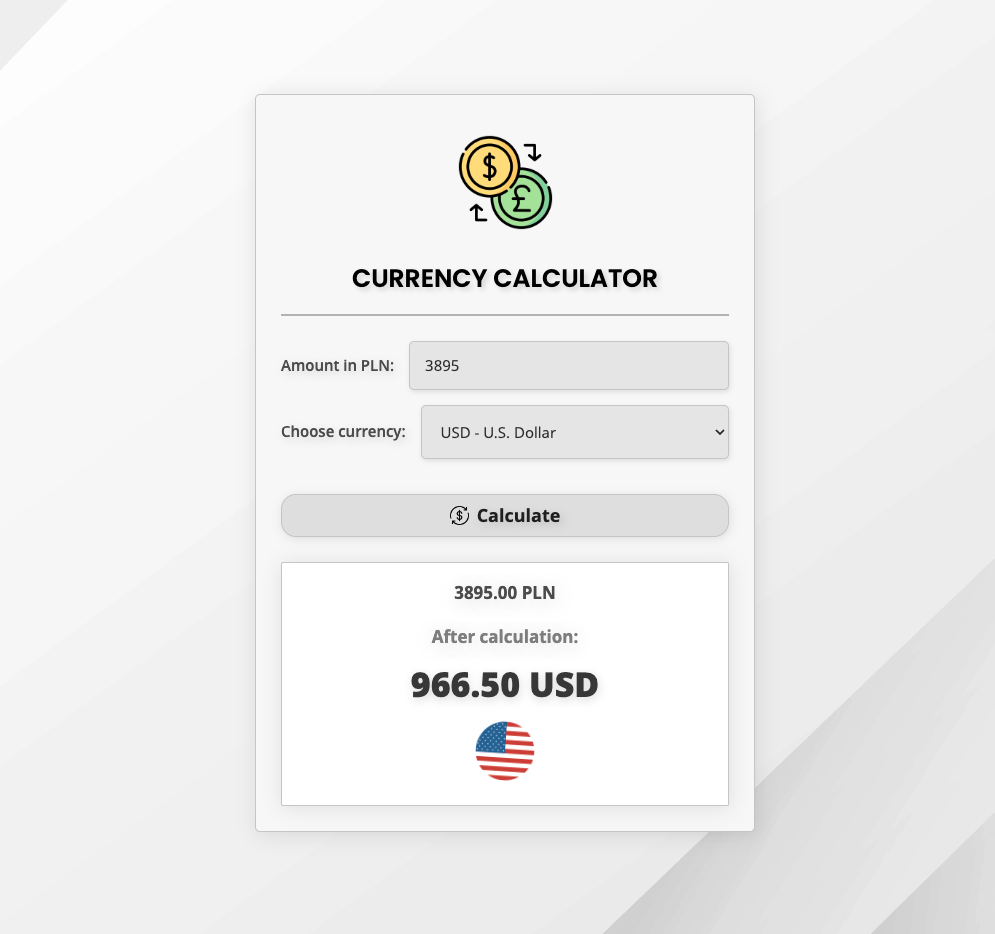 $
£
CURRENCY CALCULATOR
Amount in PLN: 3895
Choose currency: USD - U.S. Dollar
$ Calculate
3895.00 PLN
After calculation:
966.50 USD